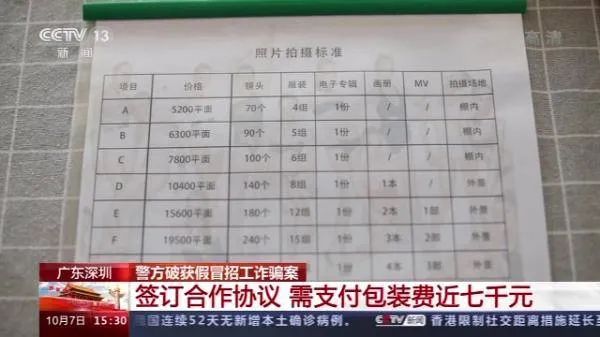 CCTV 13
新闻
高清
照片拍摄标准
项目 价格 镜头 服装 电子专辑 画册 MV 拍摄场地
A 5200平面 70个 4组 1份 / / 棚内
B 6300平面 90个 5组 1份 / / 棚内
C 7800平面 100个 6组 1份 / / 棚内
D 10400平面 140个 8组 1份 1本 / 外景
E 15600平面 180个 12组 1份 2本 1部 外景
F 19500平面 240个 15组 1份 3本 2部 外景
4本 外景
广东深圳 警方破获假冒招工诈骗案
签订合作协议 需支付包装费近七千元
10月7日 15:30 国连续52天无新增本土确诊病例。 CCTV新闻 香港限制社交距离措施延长至